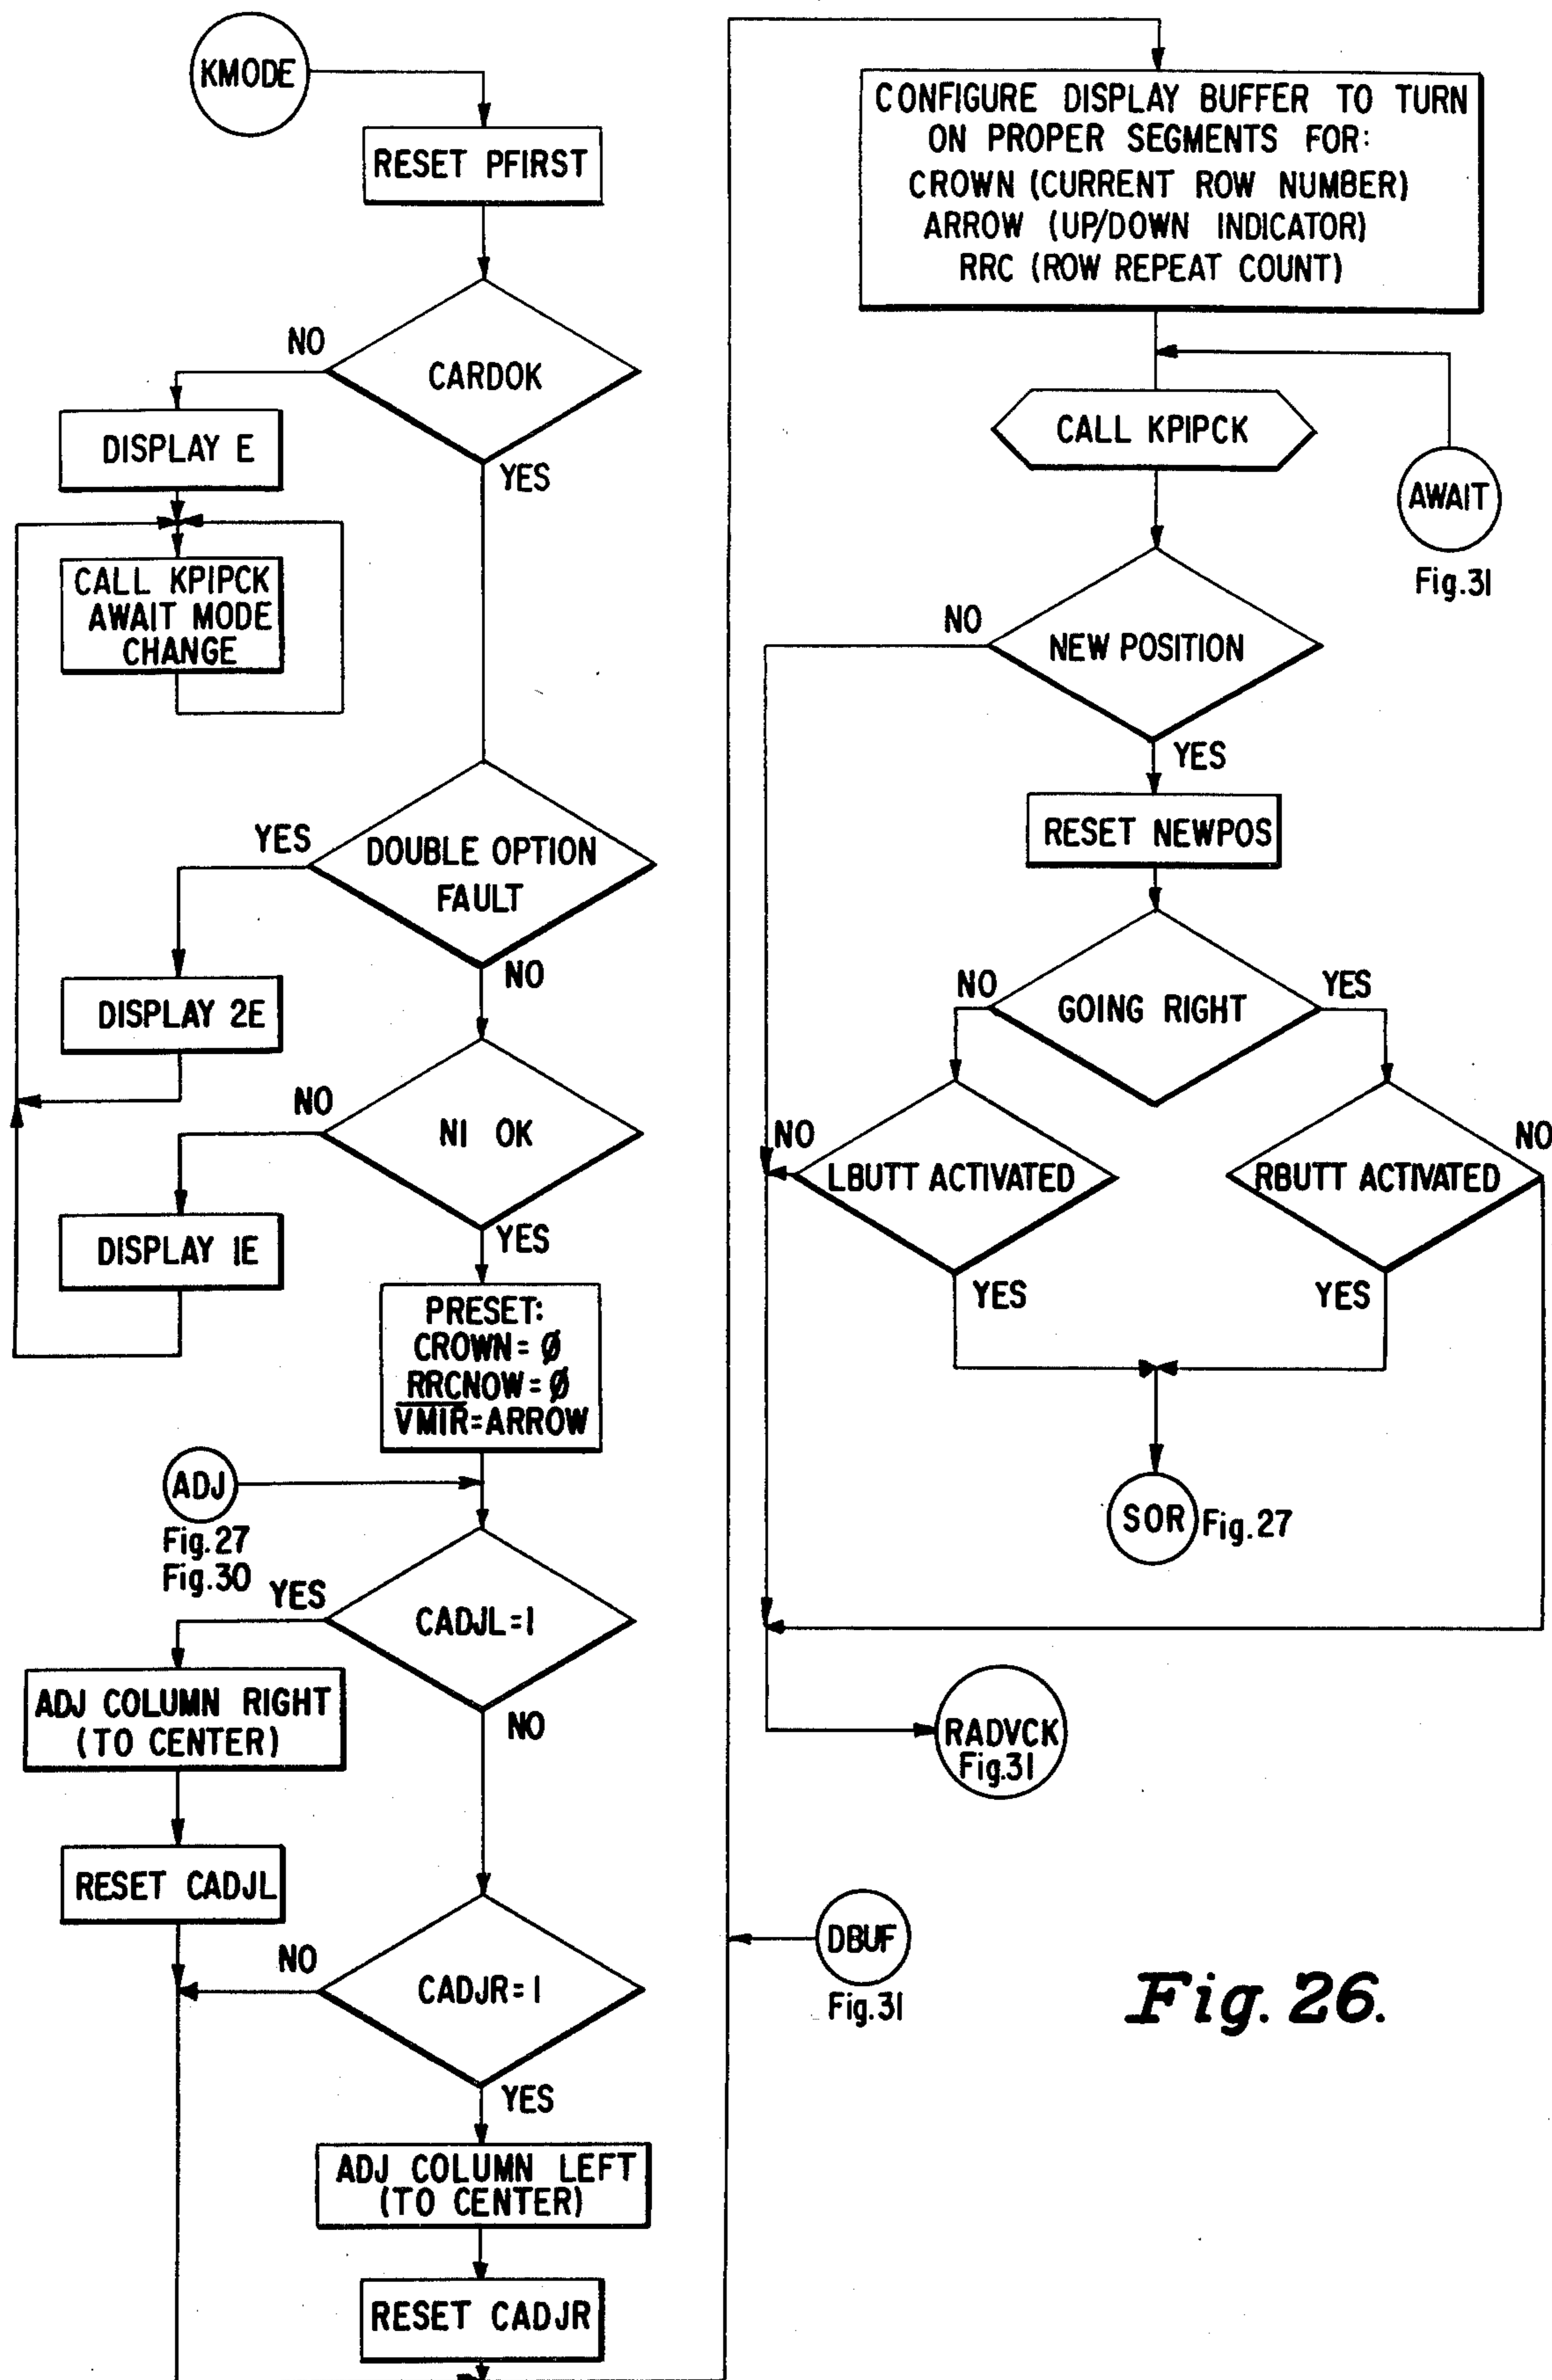 KMODE
RESET PFIRST
NO
CARDOK
YES
DISPLAY E
CALL KPIPCK
AWAIT MODE
CHANGE
YES
DOUBLE OPTION
FAULT
NO
DISPLAY 2E
NO
NI OK
YES
DISPLAY 1E
PRESET:
CROWN = Ø
RRCNOW = Ø
V̅M̅I̅R̅=ARROW
ADJ
Fig.27
Fig.30
YES
CADJL=1
NO
ADJ COLUMN RIGHT
(TO CENTER)
RESET CADJL
NO
CADJR=1
YES
ADJ COLUMN LEFT
(TO CENTER)
RESET CADJR
CONFIGURE DISPLAY BUFFER TO TURN
ON PROPER SEGMENTS FOR:
CROWN (CURRENT ROW NUMBER)
ARROW (UP/DOWN INDICATOR)
RRC (ROW REPEAT COUNT)
CALL KPIPCK
AWAIT
Fig.31
NO
NEW POSITION
YES
RESET NEWPOS
NO
GOING RIGHT
YES
NO
LBUTT ACTIVATED
YES
RBUTT ACTIVATED
NO
YES
SOR
Fig.27
RADVCK
Fig.31
DBUF
Fig.31
Fig. 26.